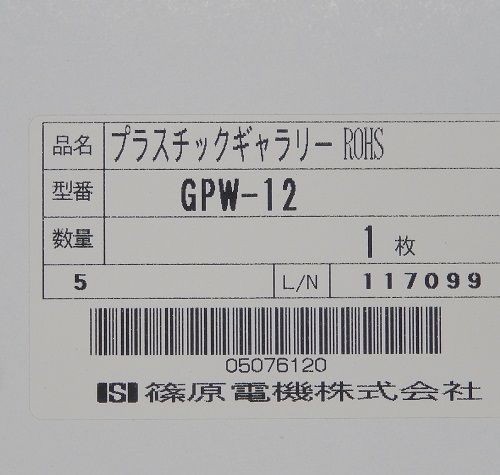 品名 プラスチックギャラリー ROHS
型番 GPW-12
数量 1 枚
5 L/N 117099
05076120
ISI 篠原電機株式会社